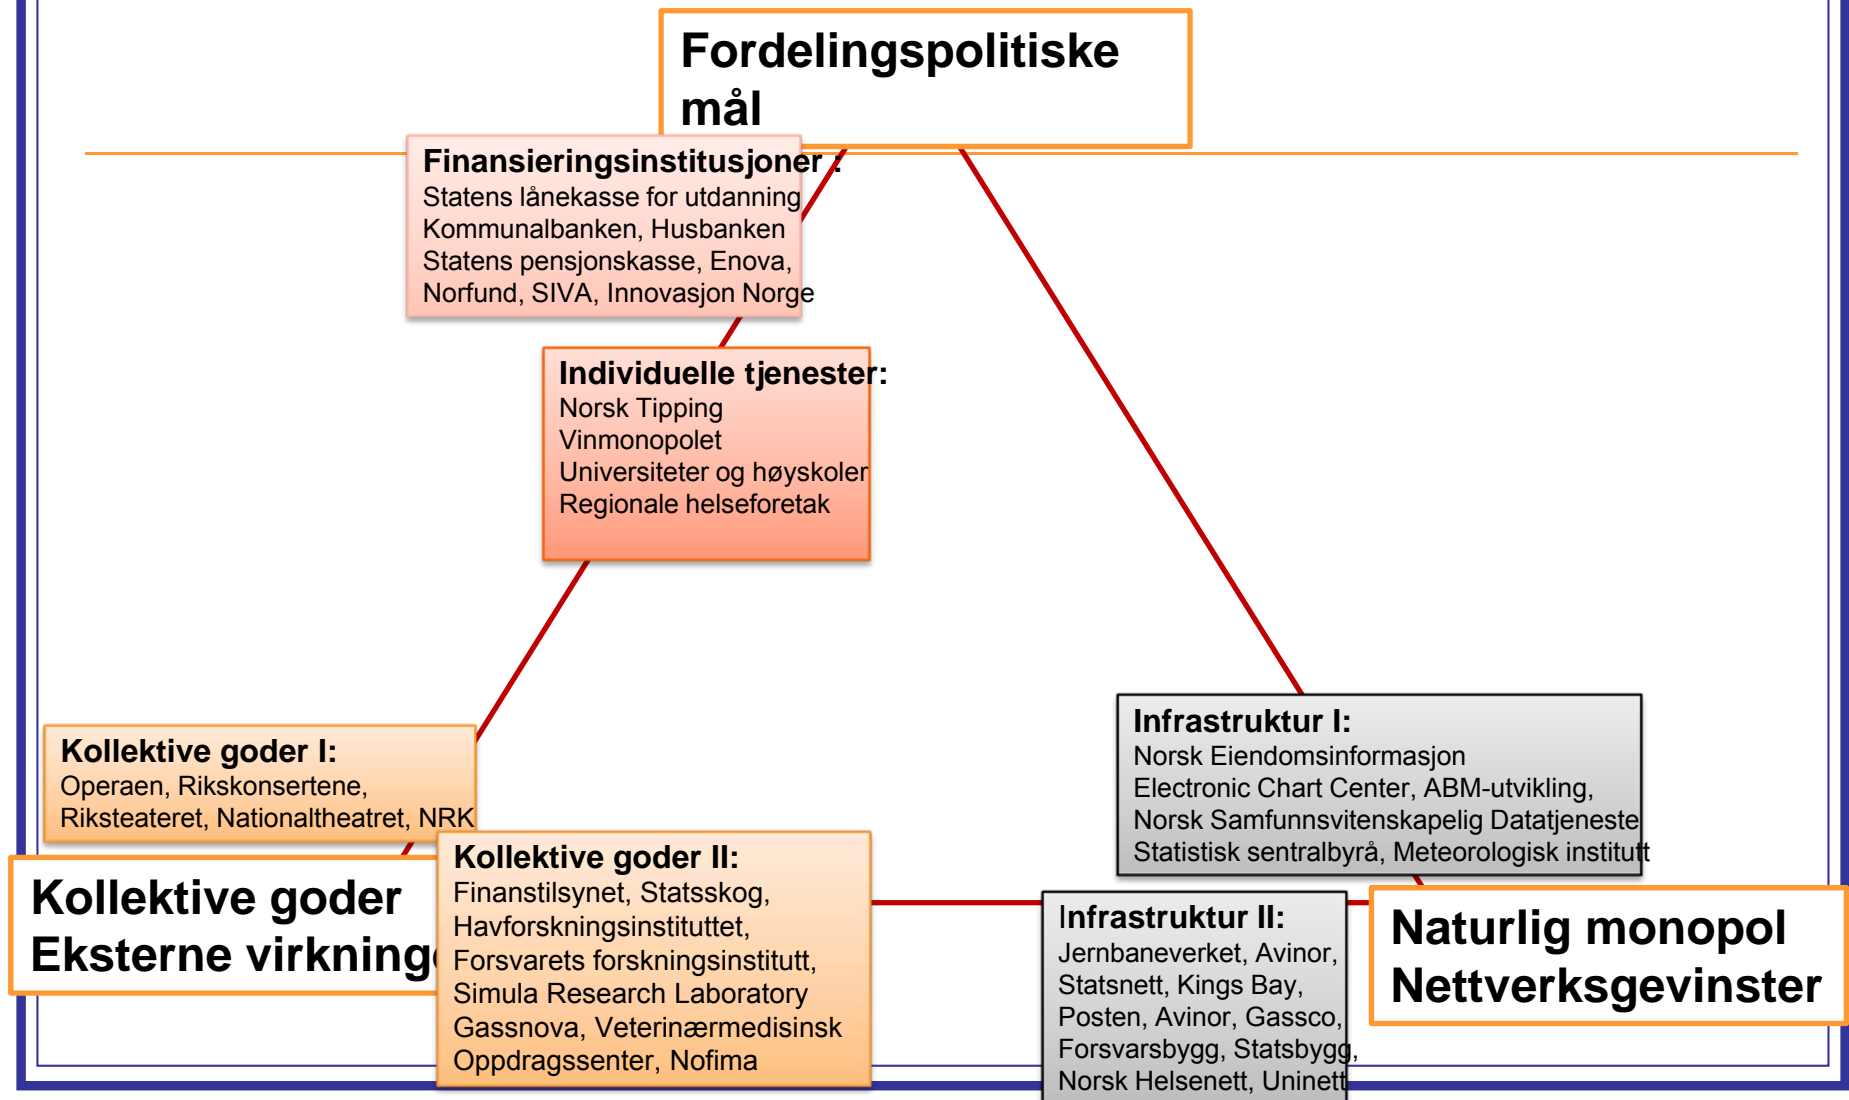 Fordelingspolitiske
mål
Finansieringsinstitusjoner :
Statens lånekasse for utdanning
Kommunalbanken, Husbanken
Statens pensjonskasse, Enova,
Norfund, SIVA, Innovasjon Norge
Individuelle tjenester:
Norsk Tipping
Vinmonopolet
Universiteter og høyskoler
Regionale helseforetak
Kollektive goder I:
Operaen, Rikskonsertene,
Riksteateret, Nationaltheatret, NRK
Kollektive goder
Eksterne virkning
Kollektive goder II:
Finanstilsynet, Statsskog,
Havforskningsinstituttet,
Forsvarets forskningsinstitutt,
Simula Research Laboratory
Gassnova, Veterinærmedisinsk
Oppdragssenter, Nofima
Infrastruktur I:
Norsk Eiendomsinformasjon
Electronic Chart Center, ABM-utvikling,
Norsk Samfunnsvitenskapelig Datatjeneste
Statistisk sentralbyrå, Meteorologisk institutt
Infrastruktur II:
Jernbaneverket, Avinor,
Statsnett, Kings Bay,
Posten, Avinor, Gassco,
Forsvarsbygg, Statsbygg,
Norsk Helsenett, Uninett
Naturlig monopol
Nettverksgevinster